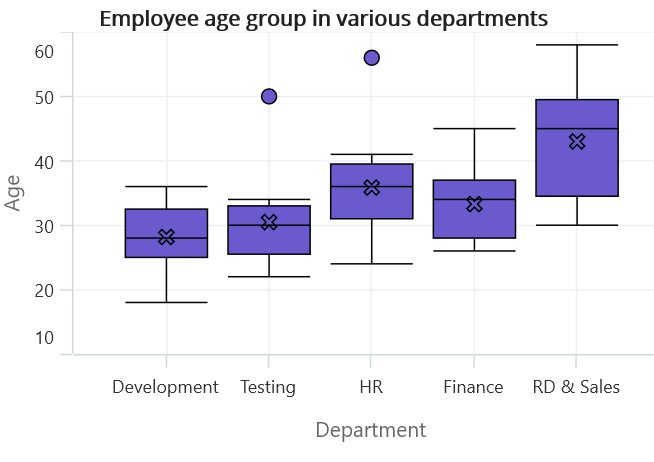 Employee age group in various departments
60
50
40
30
20
10
Age
Development Testing HR Finance RD & Sales
Department